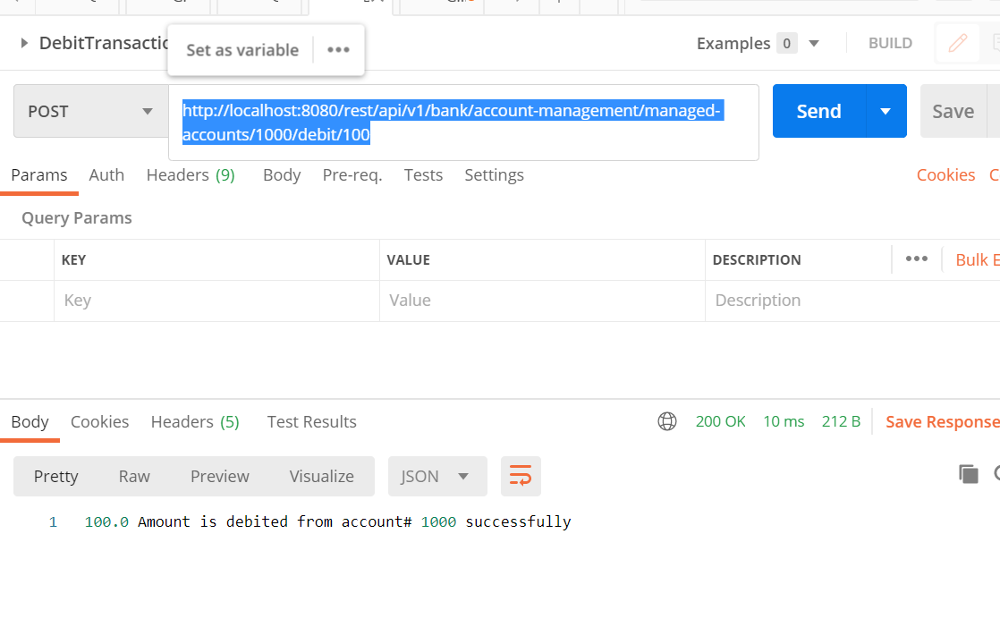 DebitTransactio
Set as variable •••
Examples 0
BUILD
POST
http://localhost:8080/rest/api/v1/bank/account-management/managed-
accounts/1000/debit/100
Send
Save
Params Auth Headers (9) Body Pre-req. Tests Settings
Cookies C
Query Params
KEY VALUE DESCRIPTION ••• Bulk E
Key Value Description
Body Cookies Headers (5) Test Results
200 OK 10 ms 212 B Save Response
Pretty Raw Preview Visualize JSON
1 100.0 Amount is debited from account# 1000 successfully